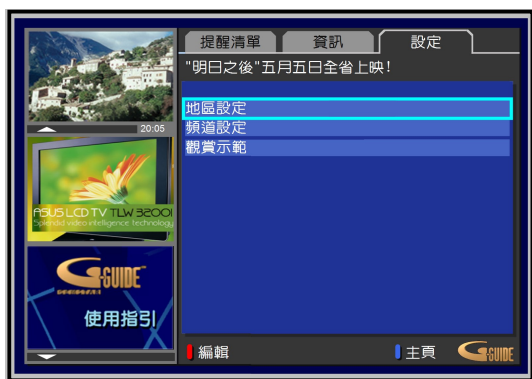 提醒清單 資訊 設定
"明日之後"五月五日全省上映!
地區設定
頻道設定
觀賞示範
20:05
ASUS LCD TV TLW 32001
Splendid video intelligence technology
G-GUIDE
使用指引
編輯 主頁 G-GUIDE